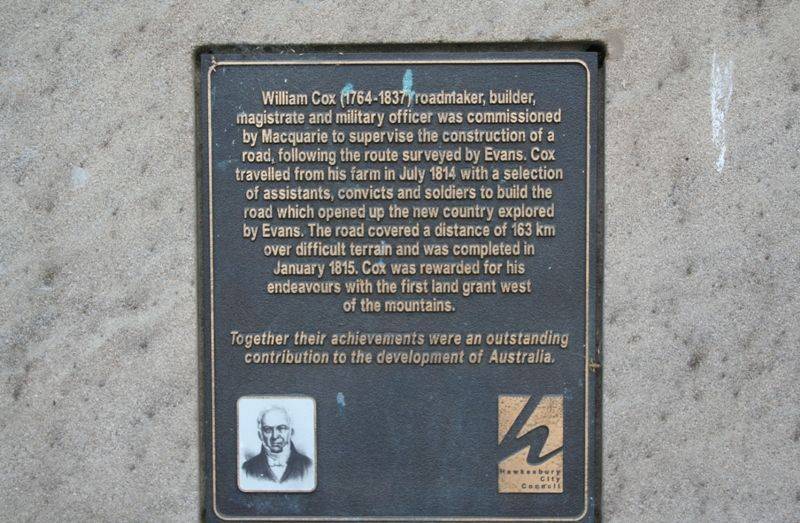 William Cox (1764-1837) roadmaker, builder,
magistrate and military officer was commissioned
by Macquarie to supervise the construction of a
road, following the route surveyed by Evans. Cox
travelled from his farm in July 1814 with a selection
of assistants, convicts and soldiers to build the
road which opened up the new country explored
by Evans. The road covered a distance of 163 km
over difficult terrain and was completed in
January 1815. Cox was rewarded for his
endeavours with the first land grant west
of the mountains.
Together their achievements were an outstanding
contribution to the development of Australia.
Hawkesbury
City
Council